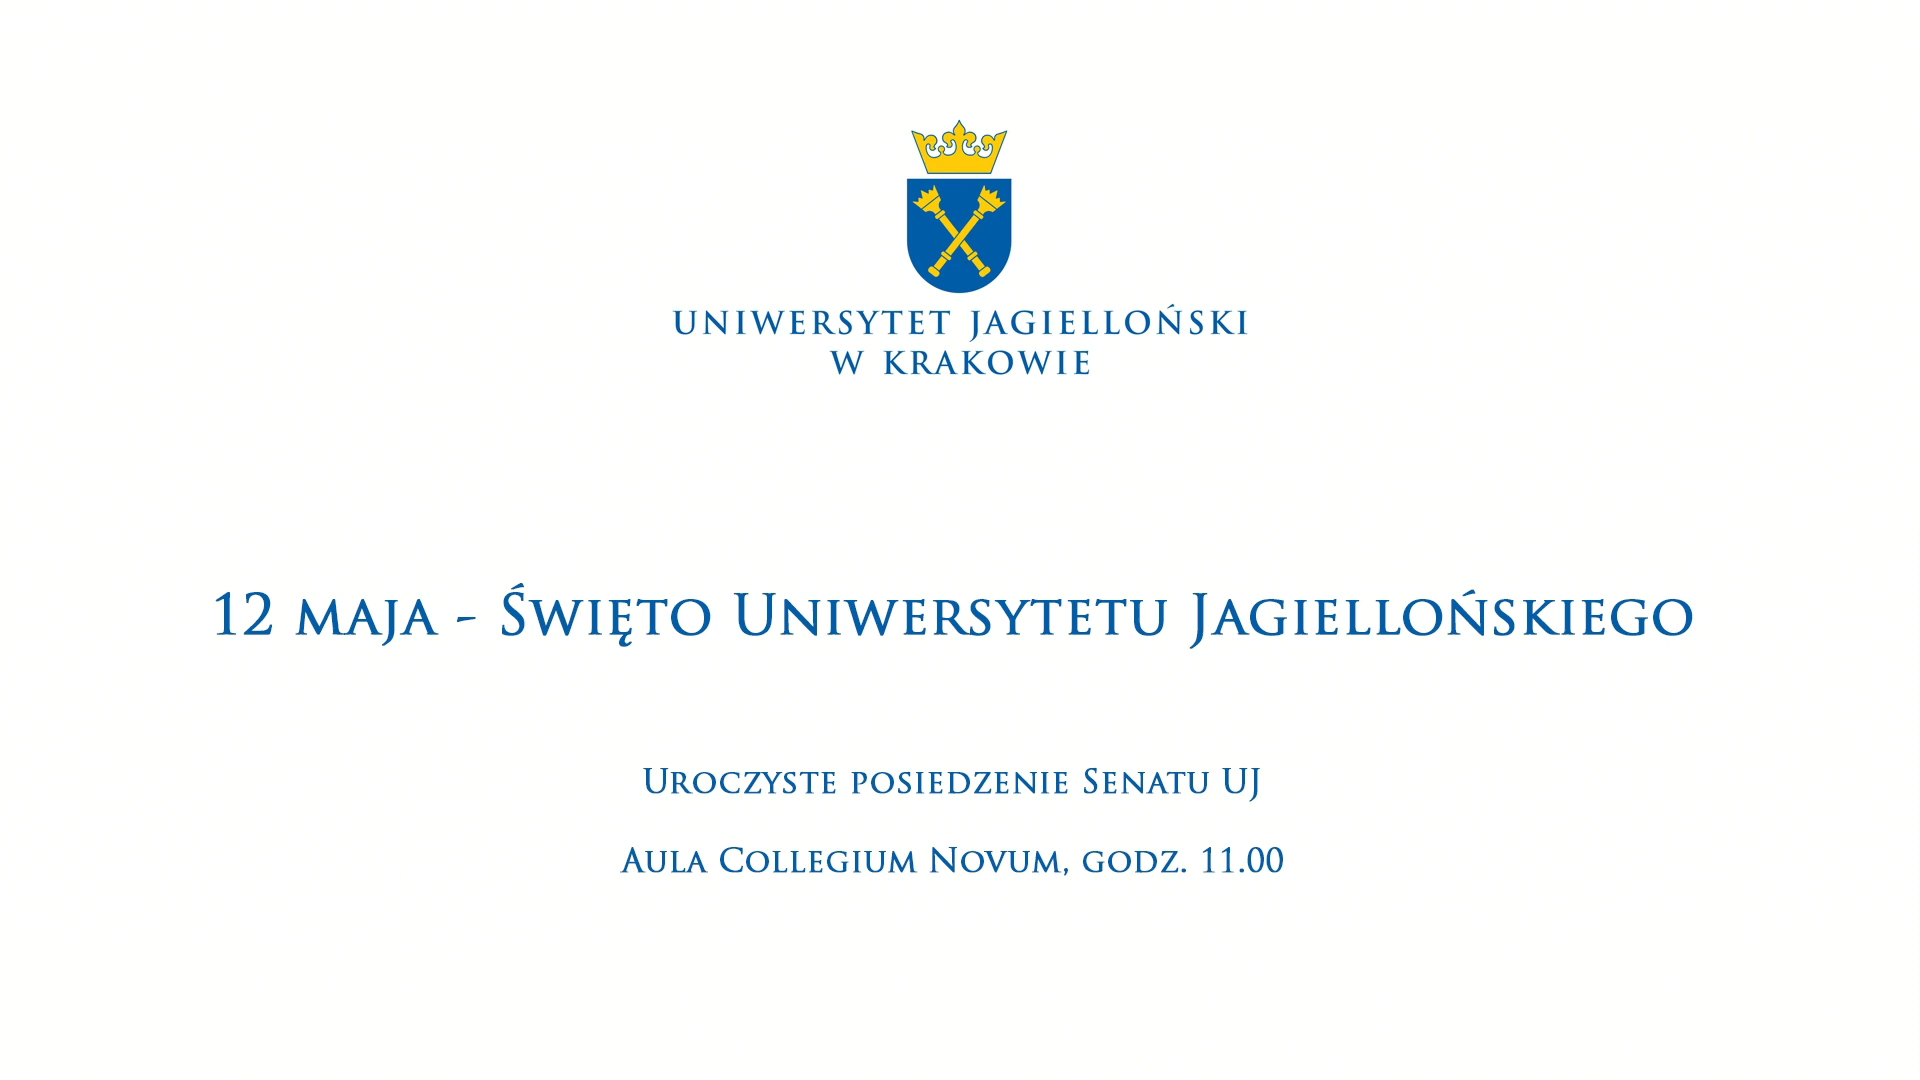 UNIWERSYTET JAGIELLOŃSKI
W KRAKOWIE
12 maja - Święto Uniwersytetu Jagiellońskiego
Uroczyste posiedzenie Senatu UJ
Aula Collegium Novum, godz. 11.00